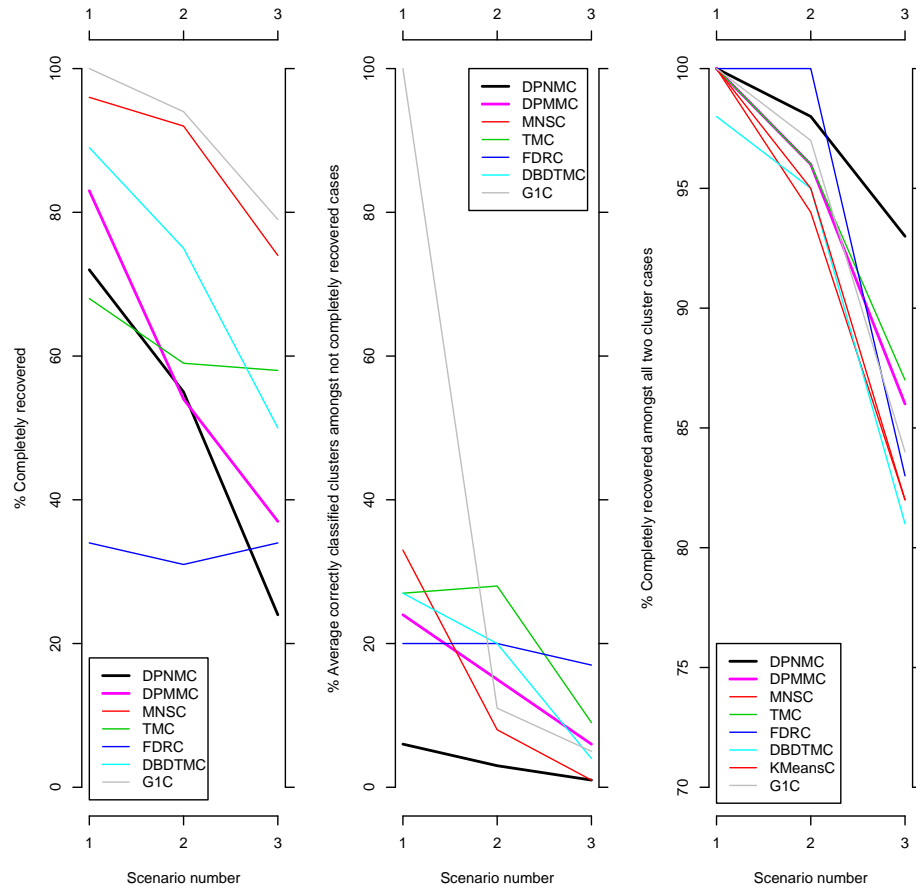 1 2 3
% Completely recovered
100
80
60
40
20
0
DPNMC
DPMMC
MNSC
TMC
FDRC
DBDTMC
G1C
1 2 3
Scenario number
1 2 3
% Average correctly classified clusters amongst not completely recovered cases
100
80
60
40
20
0
DPNMC
DPMMC
MNSC
TMC
FDRC
DBDTMC
G1C
1 2 3
Scenario number
1 2 3
% Completely recovered amongst all two cluster cases
100
95
90
85
80
75
70
DPNMC
DPMMC
MNSC
TMC
FDRC
DBDTMC
KMeansC
G1C
1 2 3
Scenario number